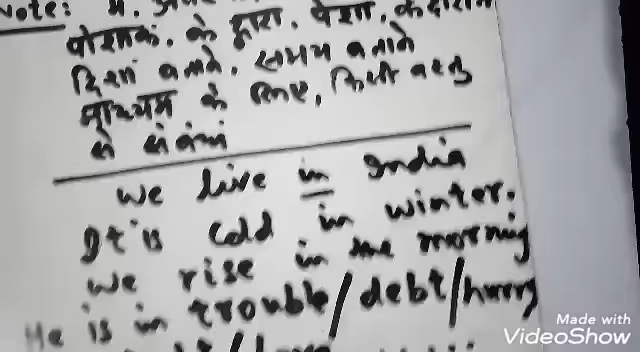 Note: में,
पोशाक, के द्वारा, पेशा, के दौरान
दिशा बताने, समय बताने
माध्यम के लिए, किसी वस्तु
से संबंध
We live in India
It is cold in winter.
We rise in the morning
He is in trouble/debt/hurry
Made with
VideoShow